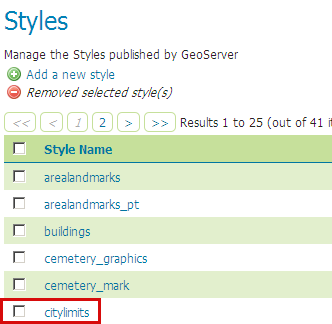 Styles
Manage the Styles published by GeoServer
Add a new style
Removed selected style(s)
<< < 1 2 > >> Results 1 to 25 (out of 41
Style Name
arealandmarks
arealandmarks_pt
buildings
cemetery_graphics
cemetery_mark
citylimits